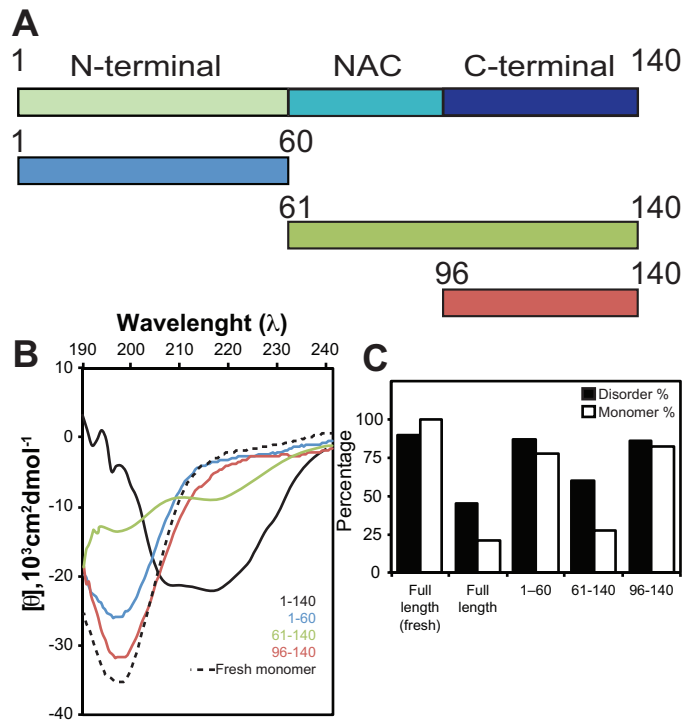 A
1 140
N-terminal NAC C-terminal
1 60
61 140
96 140
Wavelenght (λ)
B
190 200 210 220 230 240
10
0
-10
-20
-30
-40
[θ],10³cm²dmol⁻¹
1-140
1-60
61-140
96-140
Fresh monomer
C
Disorder %
Monomer %
100
75
50
25
0
Percentage
Full length (fresh)
Full length
1–60
61-140
96-140